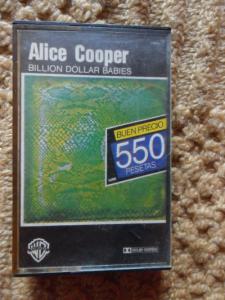 Alice Cooper
BILLION DOLLAR BABIES
BUEN PRECIO
550
PESETAS